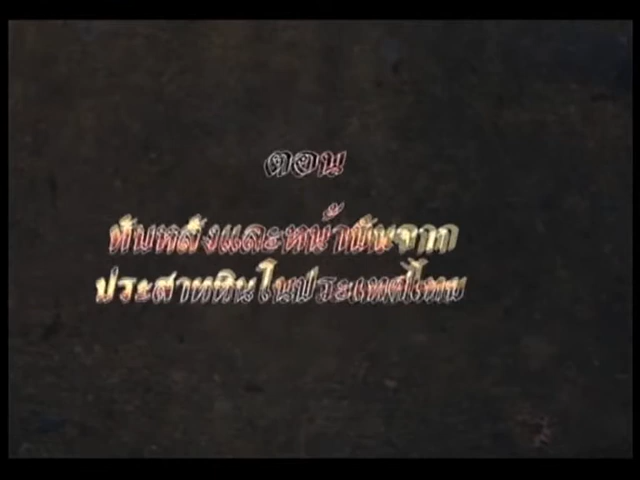 ตอน
ทับหลังและหน้าบันจาก
ประสาทหินในประเทศไทย